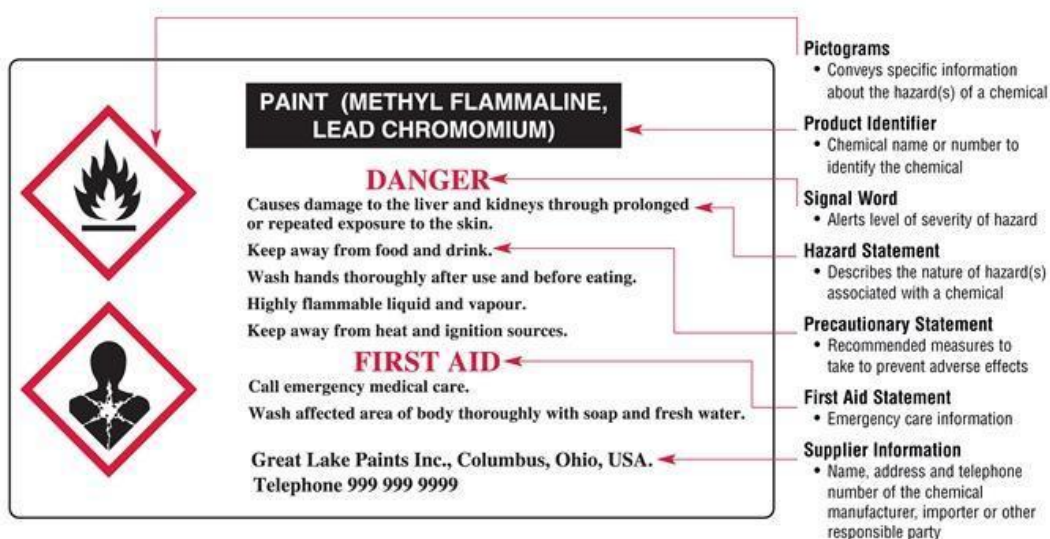 PAINT (METHYL FLAMMALINE,
LEAD CHROMOMIUM)
DANGER
Causes damage to the liver and kidneys through prolonged
or repeated exposure to the skin.
Keep away from food and drink.
Wash hands thoroughly after use and before eating.
Highly flammable liquid and vapour.
Keep away from heat and ignition sources.
FIRST AID
Call emergency medical care.
Wash affected area of body thoroughly with soap and fresh water.
Great Lake Paints Inc., Columbus, Ohio, USA.
Telephone 999 999 9999
Pictograms
• Conveys specific information
about the hazard(s) of a chemical
Product Identifier
• Chemical name or number to
identify the chemical
Signal Word
• Alerts level of severity of hazard
Hazard Statement
• Describes the nature of hazard(s)
associated with a chemical
Precautionary Statement
• Recommended measures to
take to prevent adverse effects
First Aid Statement
• Emergency care information
Supplier Information
• Name, address and telephone
number of the chemical
manufacturer, importer or other
responsible party